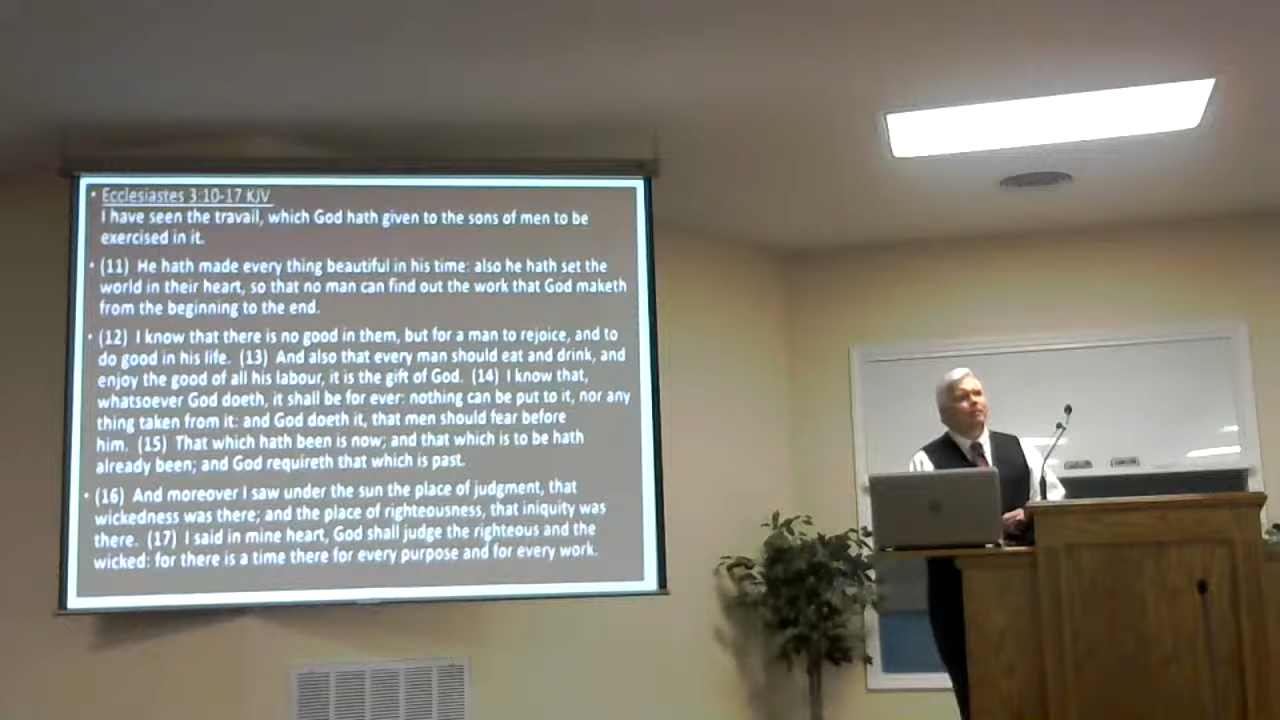 • Ecclesiastes 3:10-17 KJV
I have seen the travail, which God hath given to the sons of men to be
exercised in it.
• (11) He hath made every thing beautiful in his time: also he hath set the
world in their heart, so that no man can find out the work that God maketh
from the beginning to the end.
• (12) I know that there is no good in them, but for a man to rejoice, and to
do good in his life. (13) And also that every man should eat and drink, and
enjoy the good of all his labour, it is the gift of God. (14) I know that,
whatsoever God doeth, it shall be for ever: nothing can be put to it, nor any
thing taken from it: and God doeth it, that men should fear before
him. (15) That which hath been is now; and that which is to be hath
already been; and God requireth that which is past.
• (16) And moreover I saw under the sun the place of judgment, that
wickedness was there; and the place of righteousness, that iniquity was
there. (17) I said in mine heart, God shall judge the righteous and the
wicked: for there is a time there for every purpose and for every work.